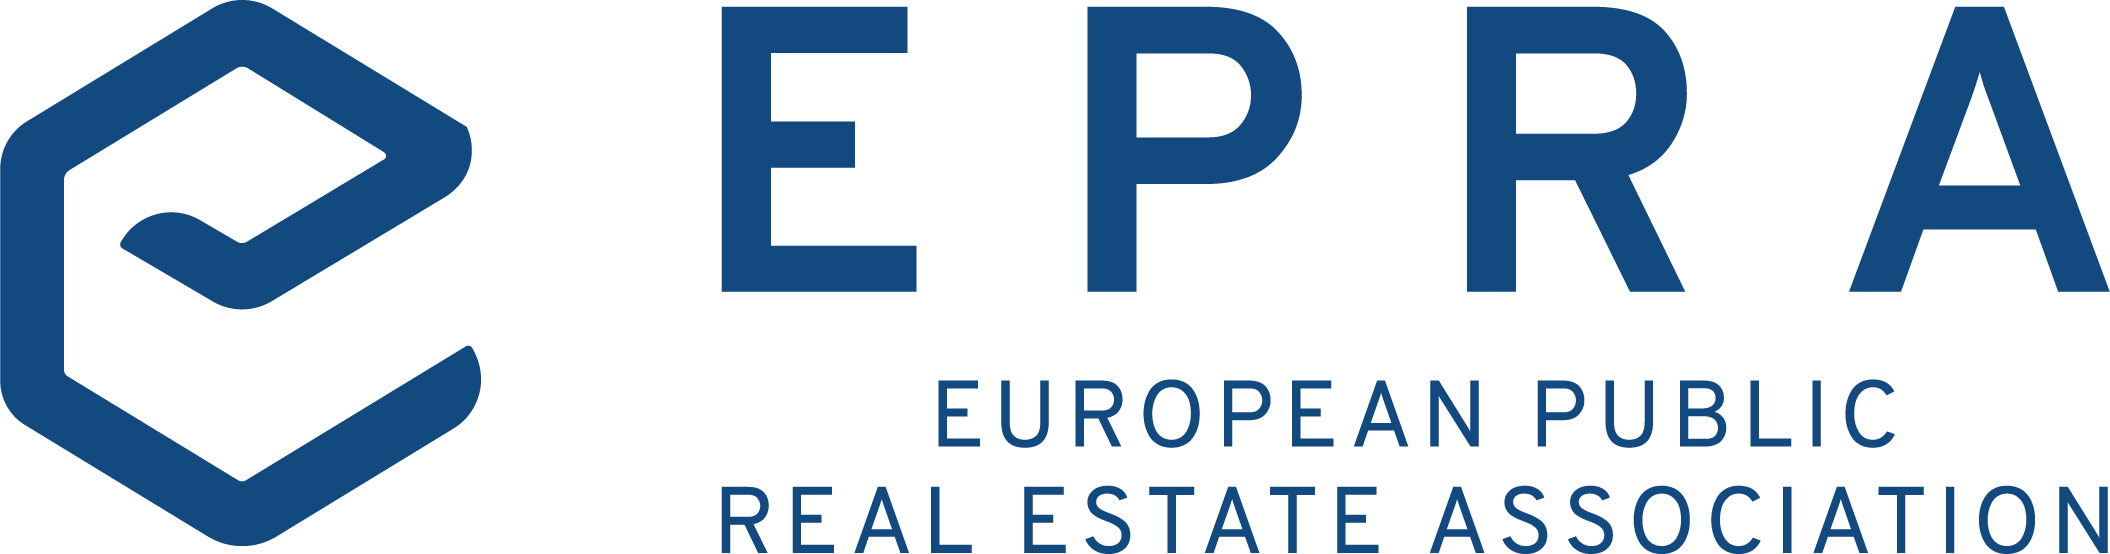 EPRA
EUROPEAN PUBLIC
REAL ESTATE ASSOCIATION